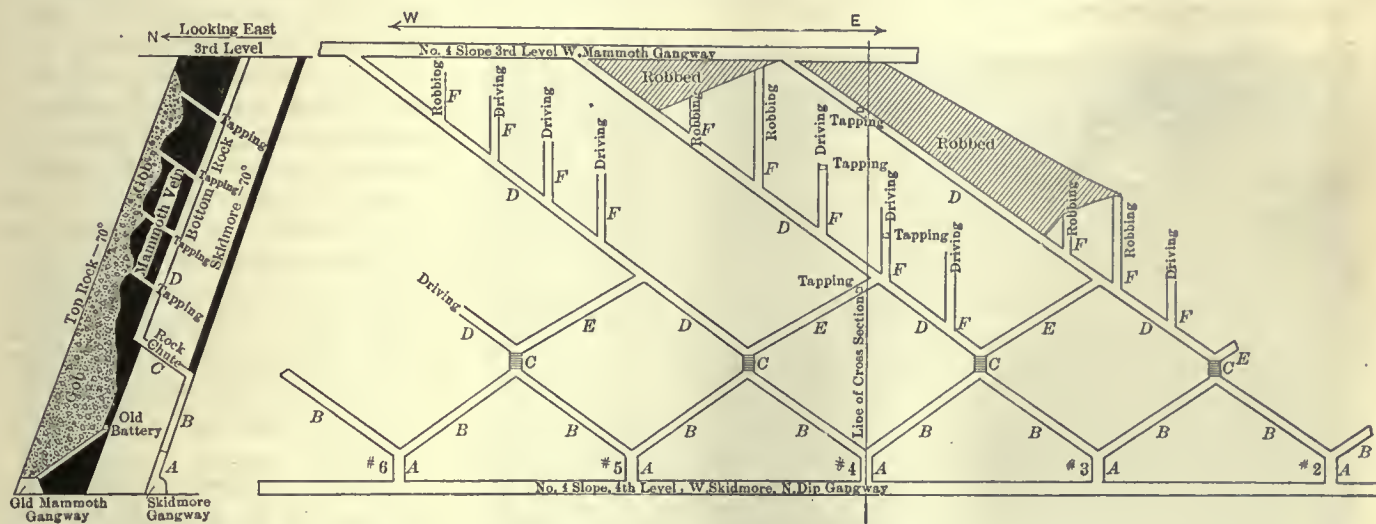 N Looking East
3rd Level
Top Rock—70°
Gob
Gob
Mammoth Vein
Tapping
Tapping
Tapping
Tapping
Bottom Rock
Skidmore 70°
D
Rock
Chute
C
B
A
Old
Battery
Old Mammoth
Gangway
Skidmore
Gangway
W E
No. 4 Slope 3rd Level W. Mammoth Gangway
Robbed
Robbed
Robbing
F
Driving
F
Driving
F
Driving
F
Robbing
F
Robbing
F
Driving
F
Tapping
Tapping
Driving
F
Tapping
Driving
F
Tapping
Robbing
F
Robbing
F
Driving
F
D
D
D
Driving
D
E
D
E
D
E
D
E
C
C
C
C
Line of Cross Section
B
B
B
B
B
B
B
B
B
B
#6 A
#5 A
#4 A
#3 A
#2 A
No. 4 Slope, 4th Level, W. Skidmore, N. Dip Gangway